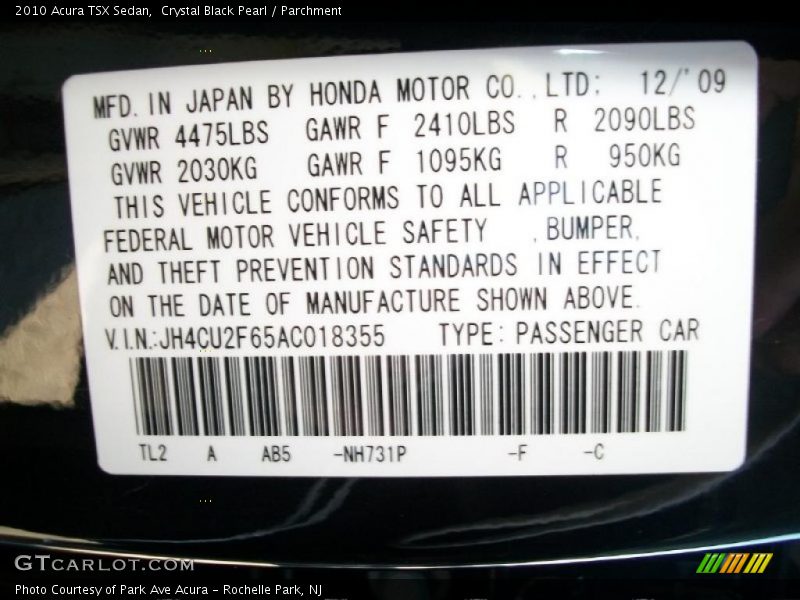 2010 Acura TSX Sedan,  Crystal Black Pearl / Parchment
MFD. IN JAPAN BY HONDA MOTOR CO., LTD; 12/'09
GVWR 4475LBS GAWR F 2410LBS R 2090LBS
GVWR 2030KG GAWR F 1095KG R 950KG
THIS VEHICLE CONFORMS TO ALL APPLICABLE
FEDERAL MOTOR VEHICLE SAFETY , BUMPER,
AND THEFT PREVENTION STANDARDS IN EFFECT
ON THE DATE OF MANUFACTURE SHOWN ABOVE.
V.I.N.:JH4CU2F65AC018355 TYPE: PASSENGER CAR
TL2 A AB5 -NH731P -F -C
GTCARLOT.COM
Photo Courtesy of Park Ave Acura - Rochelle Park, NJ